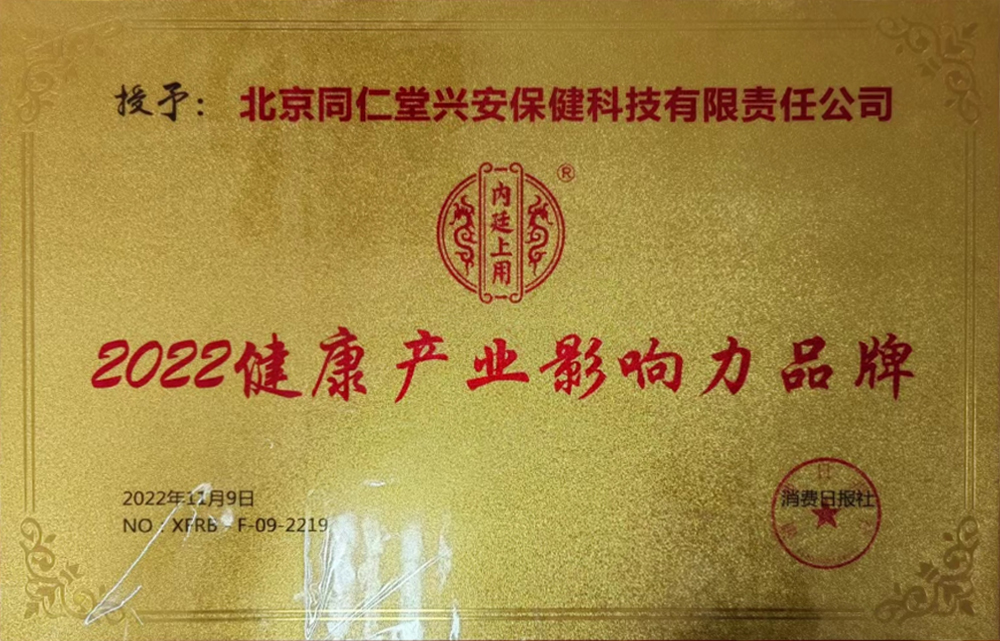 授予：北京同仁堂兴安保健科技有限责任公司
®
内廷上用
2022健康产业影响力品牌
2022年11月9日
NO：XFRB－F-09-2219
消费日报社